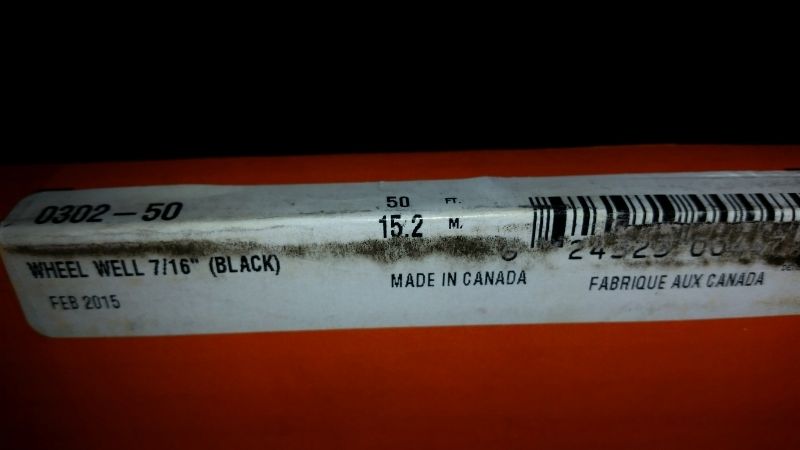 0302-50
50 FT.
15.2 M.
WHEEL WELL 7/16" (BLACK)
FEB 2015
MADE IN CANADA
FABRIQUE AUX CANADA